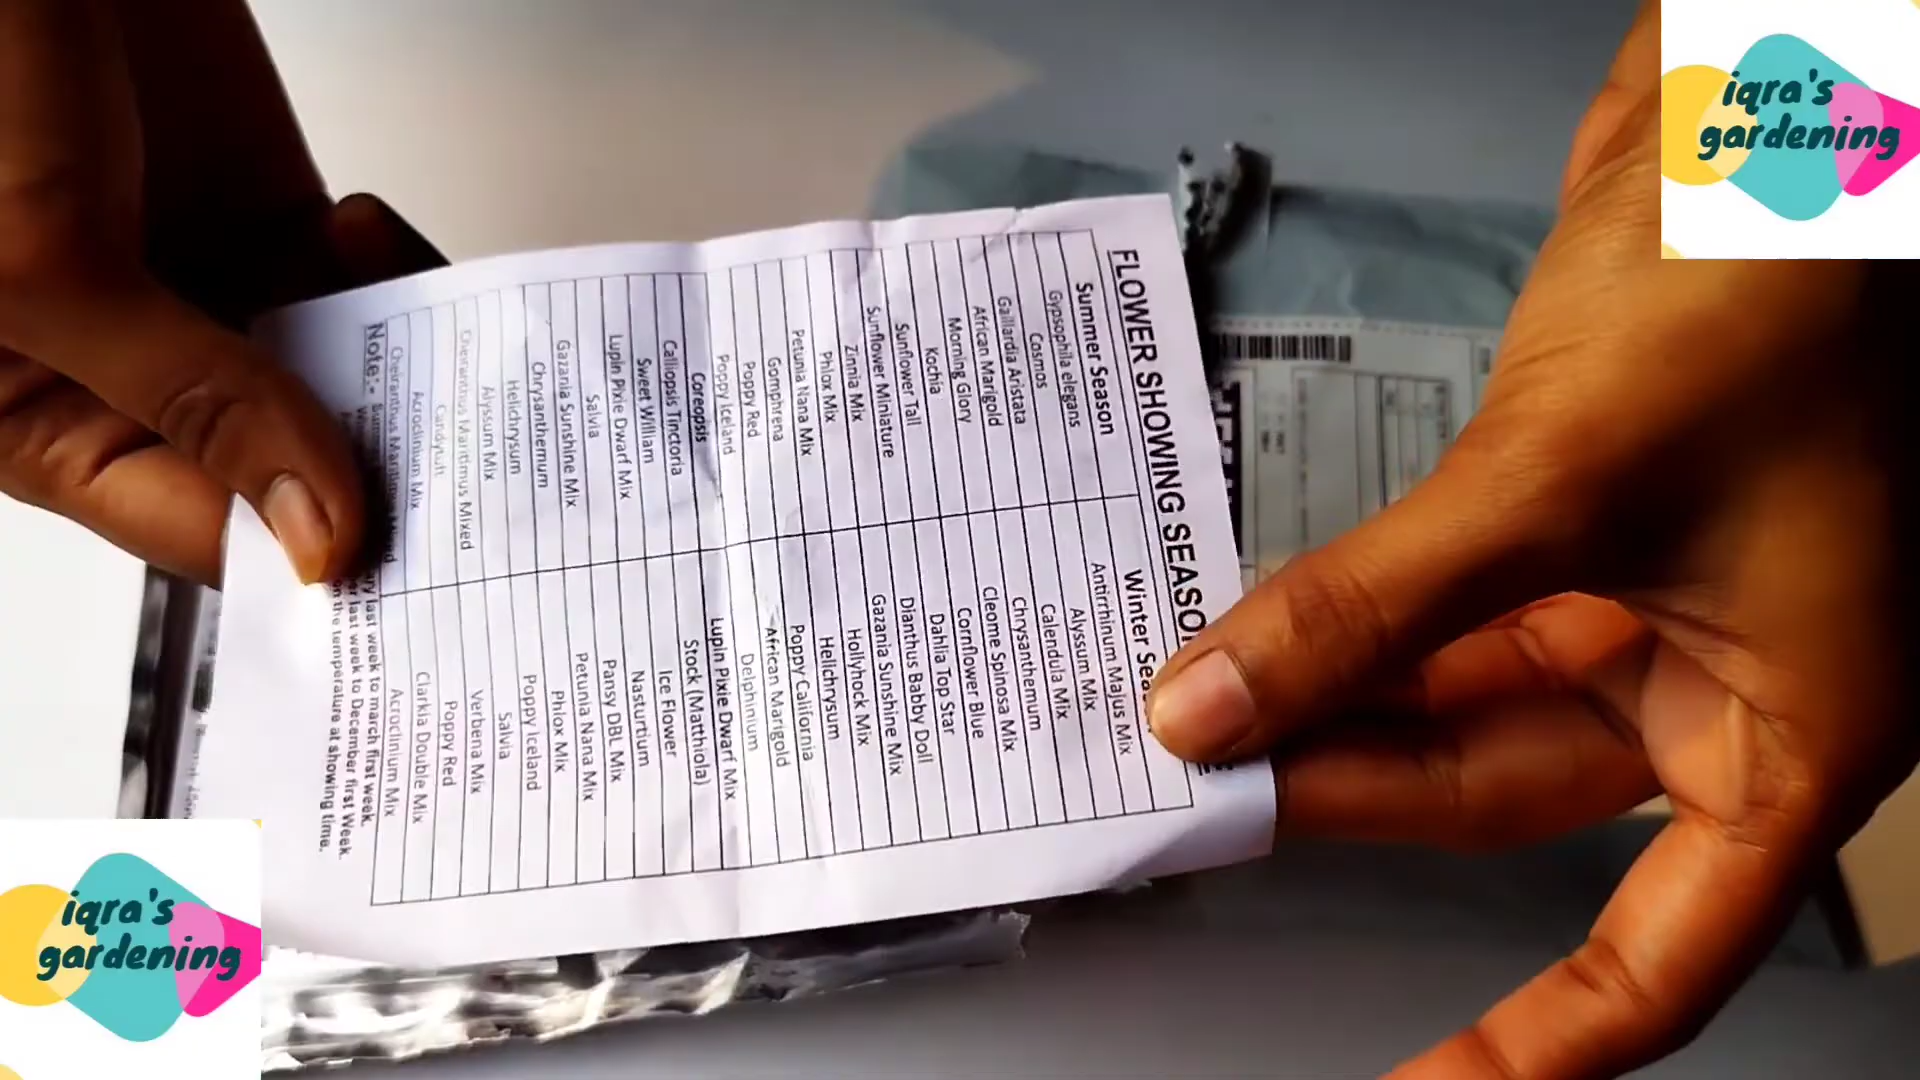 iqra's
gardening
FLOWER SHOWING SEASO
Summer Season
Winter Sea
Gypsophila elegans
Antirrhinum Majus Mix
Cosmos
Alyssum Mix
Gaillardia Aristata
Calendula Mix
African Marigold
Chrysanthemum
Morning Glory
Cleome Spinosa Mix
Kochia
Cornflower Blue
Sunflower Tall
Dahlia Top Star
Sunflower Miniature
Dianthus Babby Doll
Zinnia Mix
Gazania Sunshine Mix
Phlox Mix
Hollyhock Mix
Petunia Nana Mix
Helichrysum
Gomphrena
Poppy California
Poppy Red
African Marigold
Poppy Iceland
Delphinium
Coreopsis
Lupin Pixie Dwarf Mix
Calliopsis Tinctoria
Stock (Matthiola)
Sweet William
Ice Flower
Lupin Pixie Dwarf Mix
Nasturtium
Salvia
Pansy DBL Mix
Gazania Sunshine Mix
Petunia Nana Mix
Chrysanthemum
Phlox Mix
Helichrysum
Poppy Iceland
Alyssum Mix
Salvia
Cheiranthus Maritimus Mixed
Verbena Mix
Candytuft
Poppy Red
Acroclinium Mix
Clarkia Double Mix
Cheiranthus Maritimus Mixed
Acroclinium Mix
Note:- last week to march first week.
last week to December first Week.
on the temperature at showing time.
iqra's
gardening